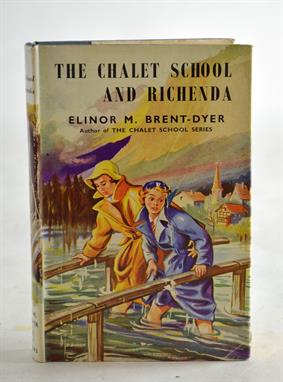 THE CHALET SCHOOL
AND RICHENDA
ELINOR M. BRENT-DYER
Author of THE CHALET SCHOOL SERIES